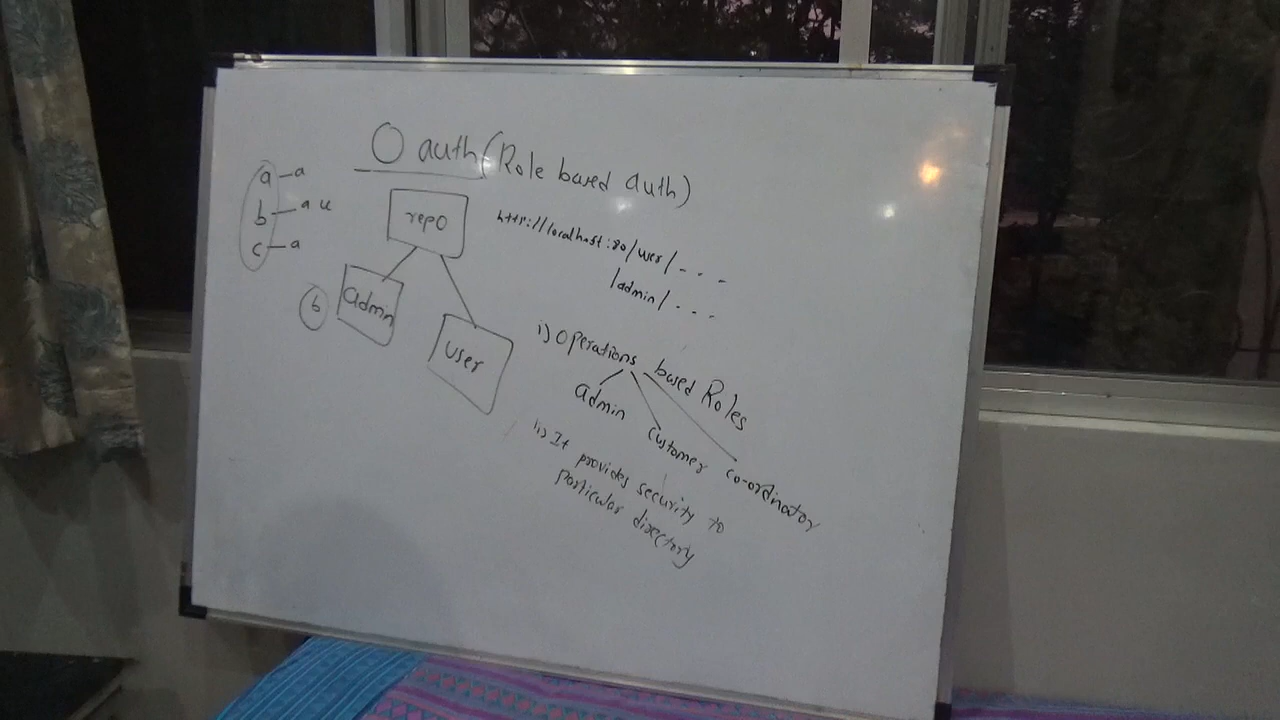 O auth (Role based auth)
a - a
b - a u
c - a
repo
b
admin
user
http://localhost:80/user/...
/admin/...
i) Operations based Roles
admin
customer
co-ordinator
ii) It provides security to
particular directory